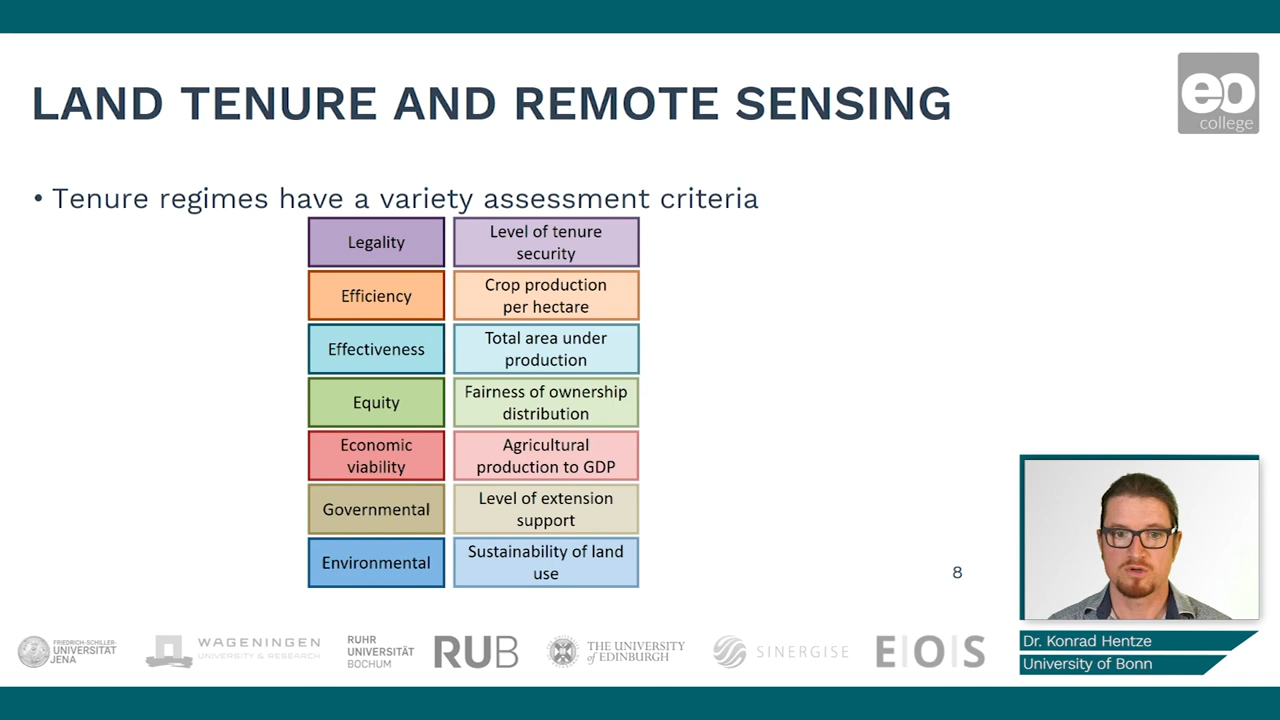 LAND TENURE AND REMOTE SENSING
eo
college
• Tenure regimes have a variety assessment criteria
Legality
Level of tenure
security
Efficiency
Crop production
per hectare
Effectiveness
Total area under
production
Equity
Fairness of ownership
distribution
Economic
viability
Agricultural
production to GDP
Governmental
Level of extension
support
Environmental
Sustainability of land
use
8
FRIEDRICH-SCHILLER-
UNIVERSITÄT
JENA
WAGENINGEN
UNIVERSITY & RESEARCH
RUHR
UNIVERSITÄT
BOCHUM
RUB
THE UNIVERSITY
of EDINBURGH
SINERGISE
E|O|S
Dr. Konrad Hentze
University of Bonn